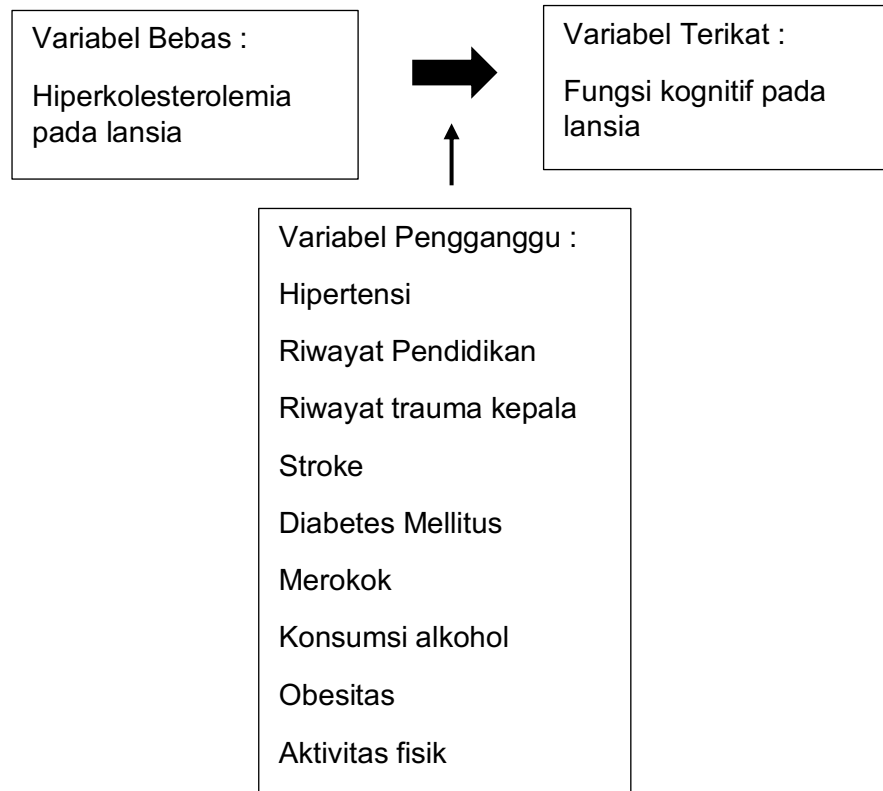 Variabel Bebas :
Hiperkolesterolemia
pada lansia
Variabel Terikat :
Fungsi kognitif pada
lansia
Variabel Pengganggu :
Hipertensi
Riwayat Pendidikan
Riwayat trauma kepala
Stroke
Diabetes Mellitus
Merokok
Konsumsi alkohol
Obesitas
Aktivitas fisik